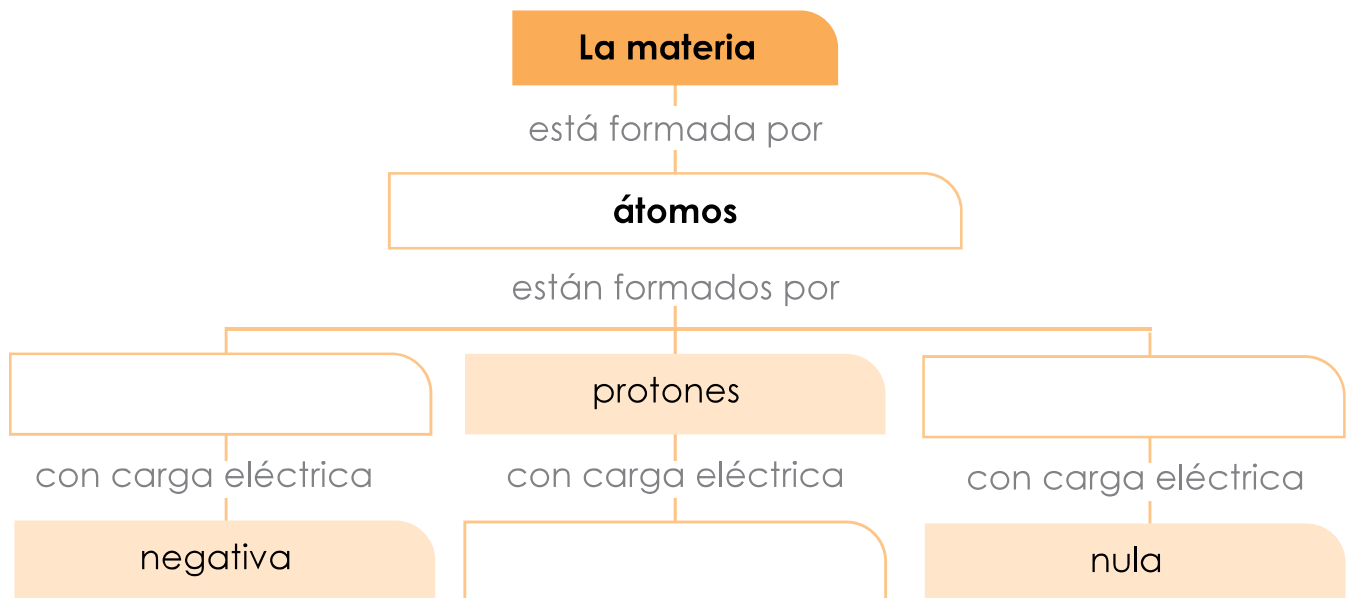 La materia
está formada por
átomos
están formados por
protones
con carga eléctrica
con carga eléctrica
con carga eléctrica
negativa
nula